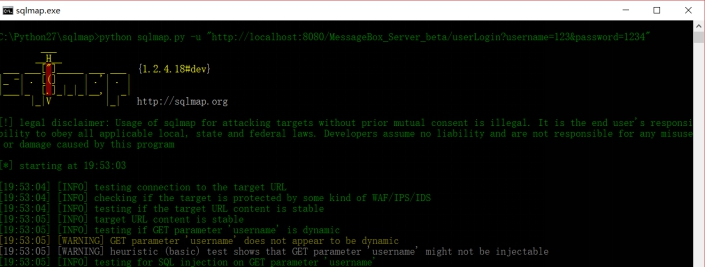 sqlmap.exe
C:\Python27\sqlmap>python sqlmap.py -u "http://localhost:8080/MessageBox_Server_beta/userLogin?username=123&password=1234"
{1.2.4.18#dev}
http://sqlmap.org
[!] legal disclaimer: Usage of sqlmap for attacking targets without prior mutual consent is illegal. It is the end user's responsi
bility to obey all applicable local, state and federal laws. Developers assume no liability and are not responsible for any misuse
or damage caused by this program
[*] starting at 19:53:03
[19:53:04] [INFO] testing connection to the target URL
[19:53:04] [INFO] checking if the target is protected by some kind of WAF/IPS/IDS
[19:53:04] [INFO] testing if the target URL content is stable
[19:53:05] [INFO] target URL content is stable
[19:53:05] [INFO] testing if GET parameter 'username' is dynamic
[19:53:05] [WARNING] GET parameter 'username' does not appear to be dynamic
[19:53:05] [WARNING] heuristic (basic) test shows that GET parameter 'username' might not be injectable
[19:53:05] [INFO] testing for SQL injection on GET parameter 'username'